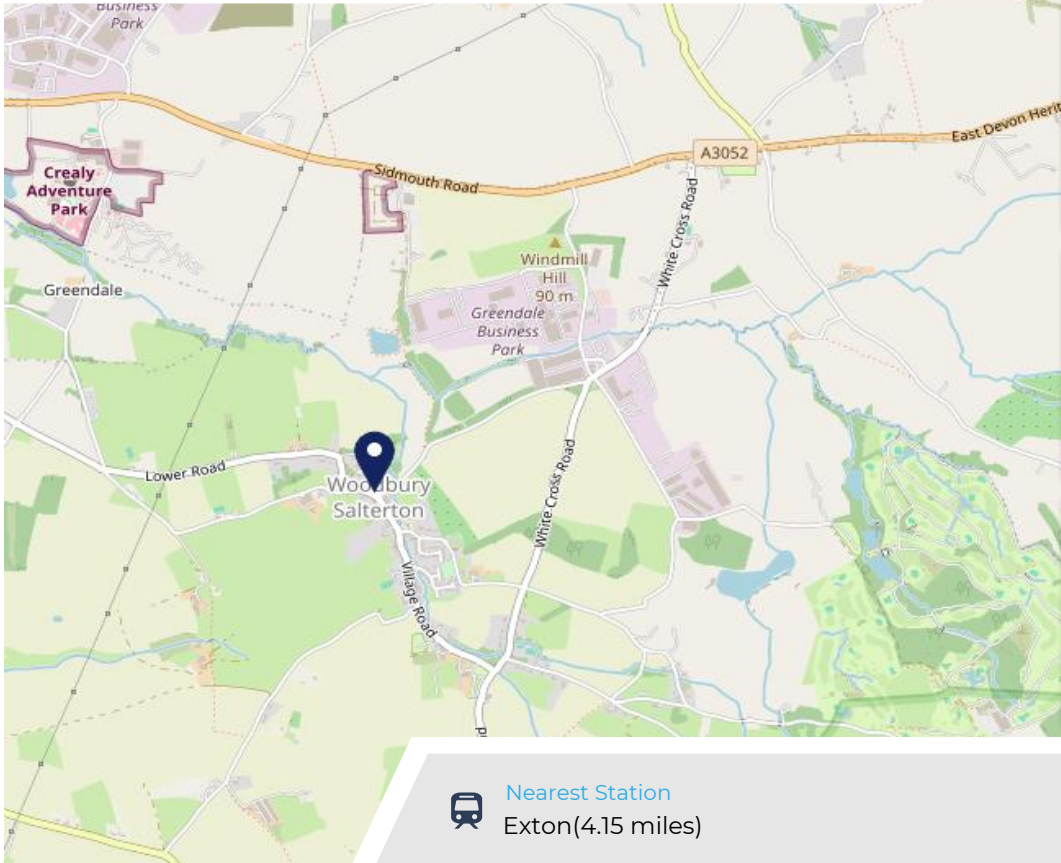 Business
Park
East Devon Herit
A3052
Sidmouth Road
Crealy
Adventure
Park
White Cross Road
Windmill
Hill
90 m
Greendale
Greendale
Business
Park
Lower Road
Woodbury
Salterton
White Cross Road
Village Road
Nearest Station
Exton(4.15 miles)